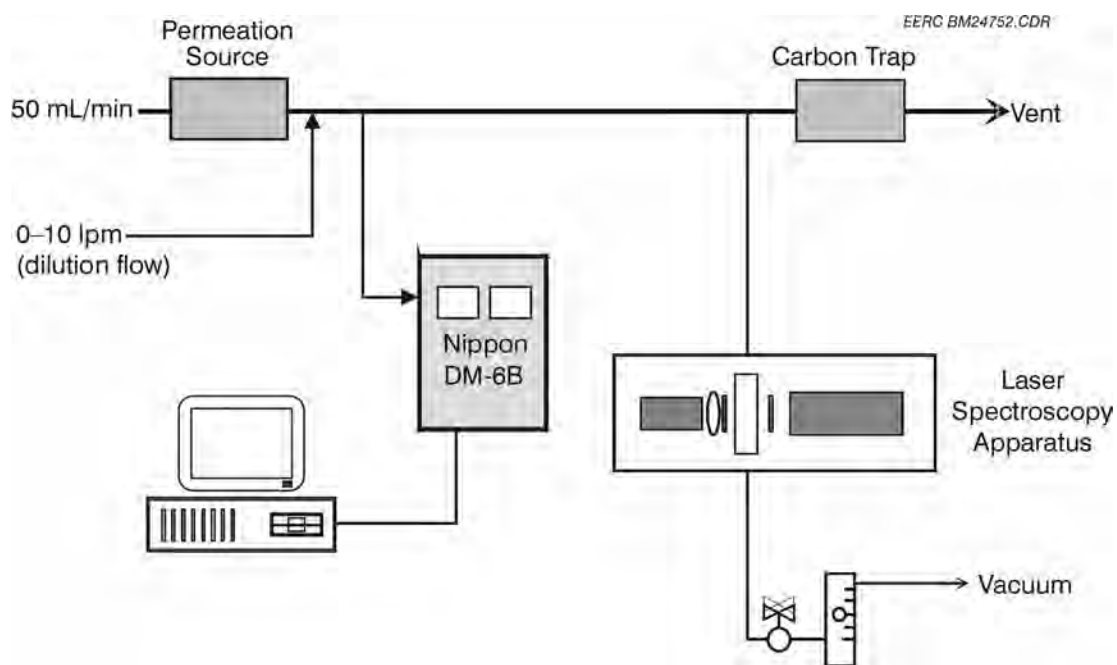 EERC BM24752.CDR
Permeation
Source
Carbon Trap
50 mL/min
Vent
0–10 lpm
(dilution flow)
Nippon
DM-6B
Laser
Spectroscopy
Apparatus
Vacuum